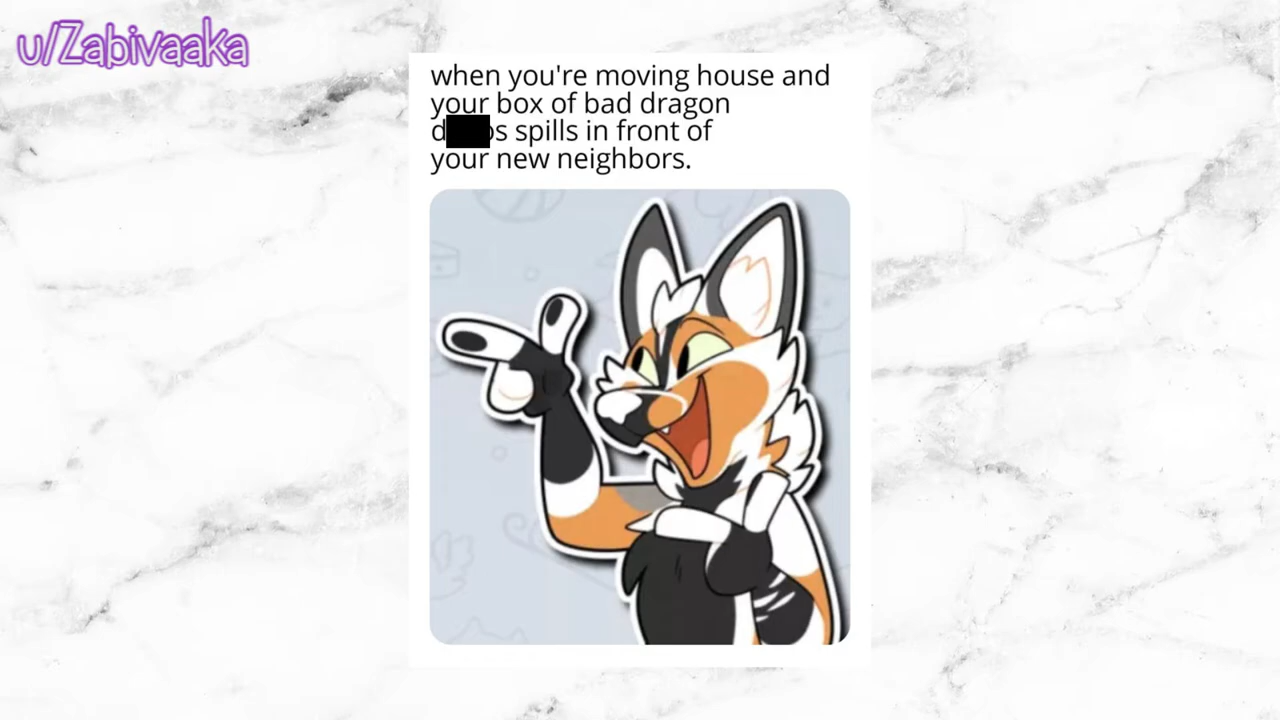 u/Zabivaaka
when you're moving house and
your box of bad dragon
spills in front of
your new neighbors.